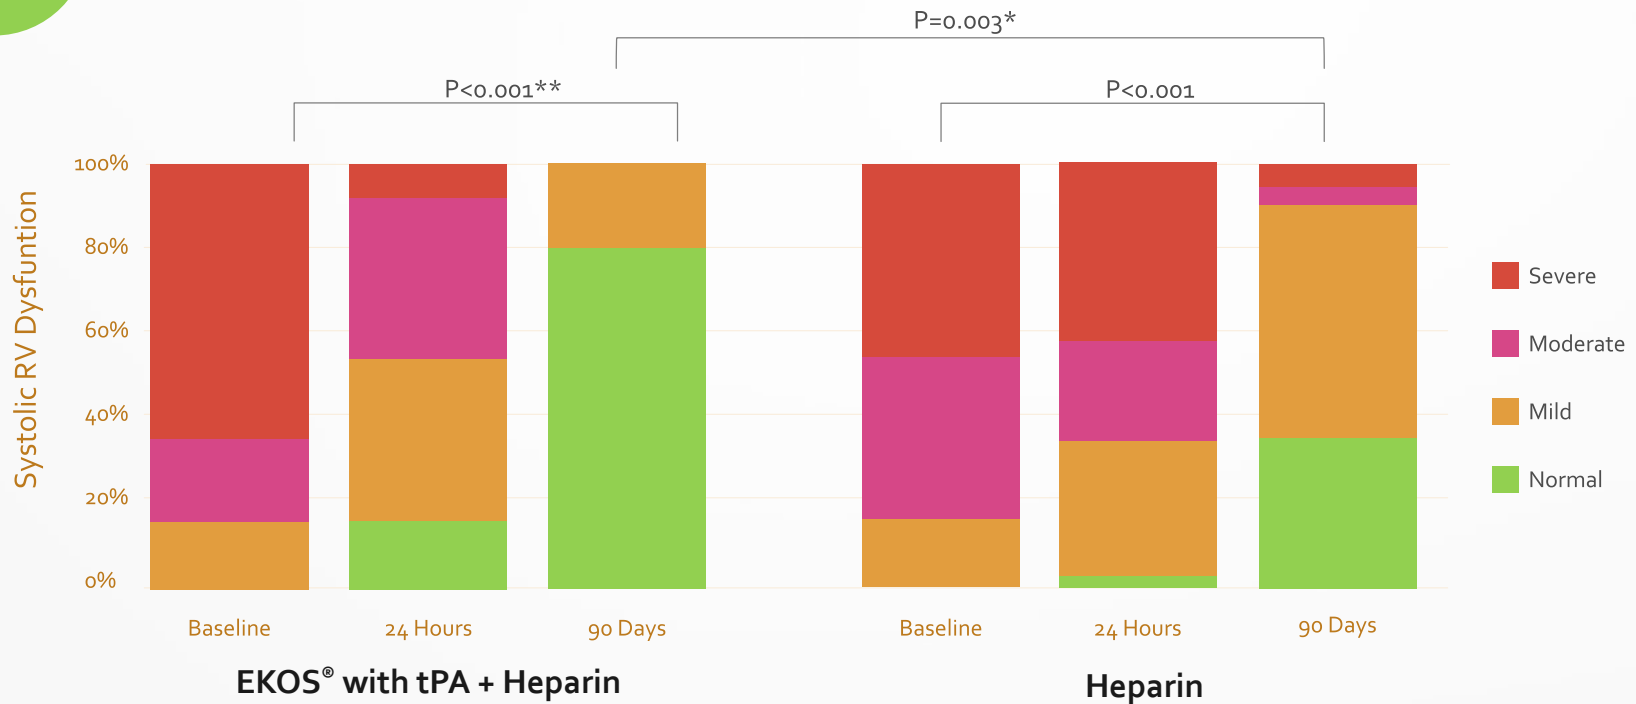 P=0.003*
P<0.001**
P<0.001
100%
80%
60%
40%
20%
0%
Systolic RV Dysfuntion
Severe
Moderate
Mild
Normal
Baseline
24 Hours
90 Days
Baseline
24 Hours
90 Days
EKOS® with tPA + Heparin
Heparin